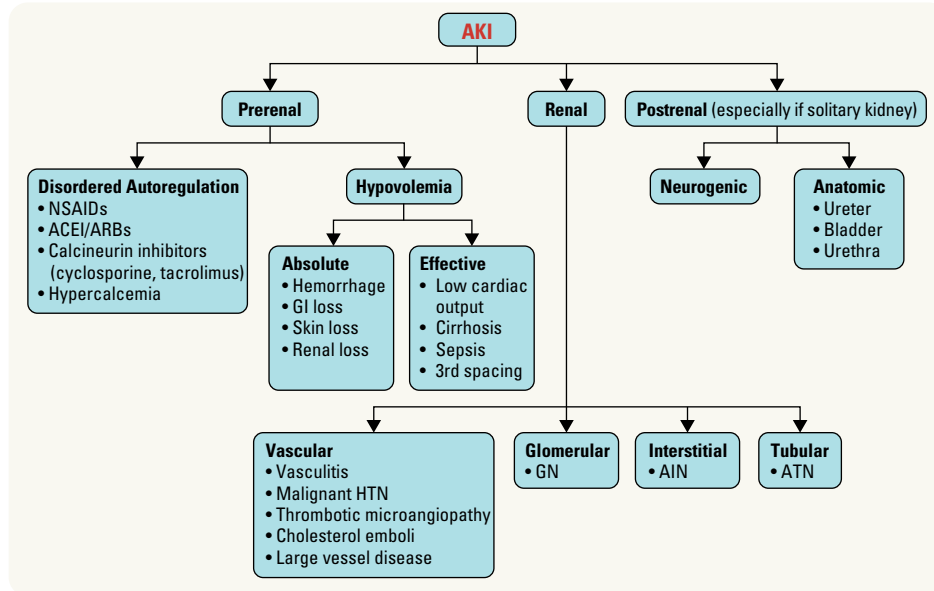 AKI
Prerenal
Renal
Postrenal (especially if solitary kidney)
Disordered Autoregulation
• NSAIDs
• ACEI/ARBs
• Calcineurin inhibitors
(cyclosporine, tacrolimus)
• Hypercalcemia
Hypovolemia
Neurogenic
Anatomic
• Ureter
• Bladder
• Urethra
Absolute
• Hemorrhage
• GI loss
• Skin loss
• Renal loss
Effective
• Low cardiac
output
• Cirrhosis
• Sepsis
• 3rd spacing
Vascular
• Vasculitis
• Malignant HTN
• Thrombotic microangiopathy
• Cholesterol emboli
• Large vessel disease
Glomerular
• GN
Interstitial
• AIN
Tubular
• ATN